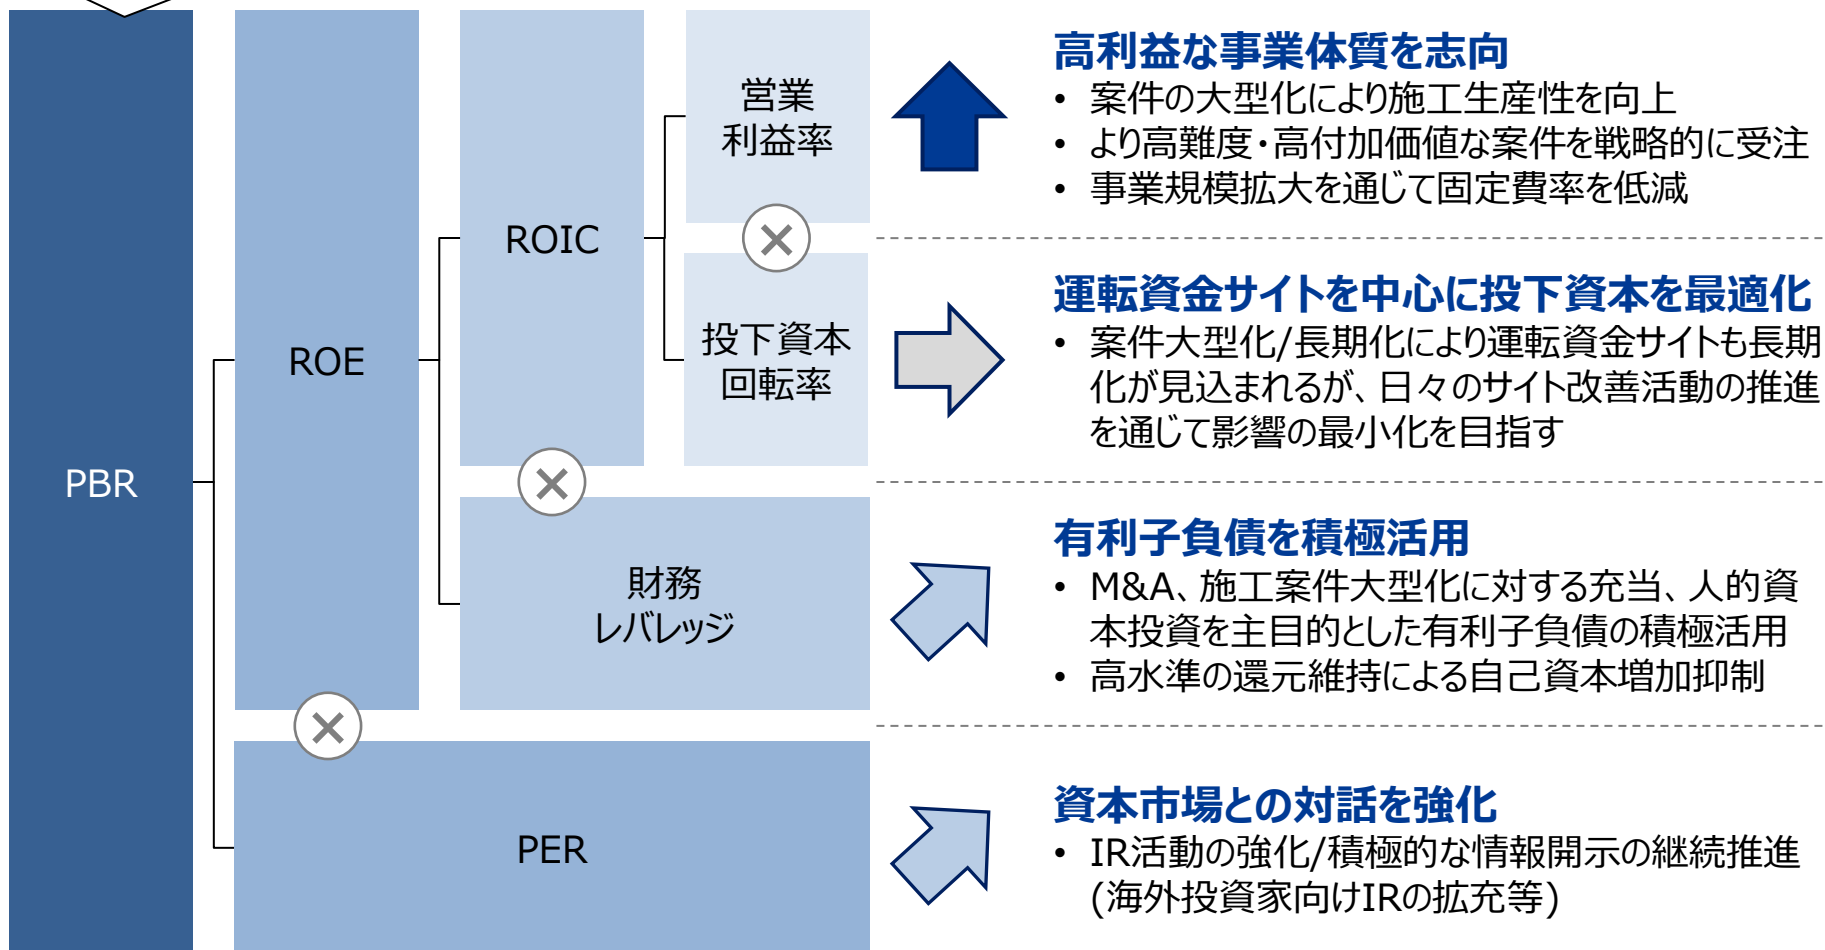 PBR
ROE
ROIC
営業
利益率
投下資本
回転率
財務
レバレッジ
PER
高利益な事業体質を志向
• 案件の大型化により施工生産性を向上
• より高難度・高付加価値な案件を戦略的に受注
• 事業規模拡大を通じて固定費率を低減
運転資金サイトを中心に投下資本を最適化
• 案件大型化/長期化により運転資金サイトも長期
化が見込まれるが、日々のサイト改善活動の推進
を通じて影響の最小化を目指す
有利子負債を積極活用
• M&A、施工案件大型化に対する充当、人的資
本投資を主目的とした有利子負債の積極活用
• 高水準の還元維持による自己資本増加抑制
資本市場との対話を強化
• IR活動の強化/積極的な情報開示の継続推進
(海外投資家向けIRの拡充等)